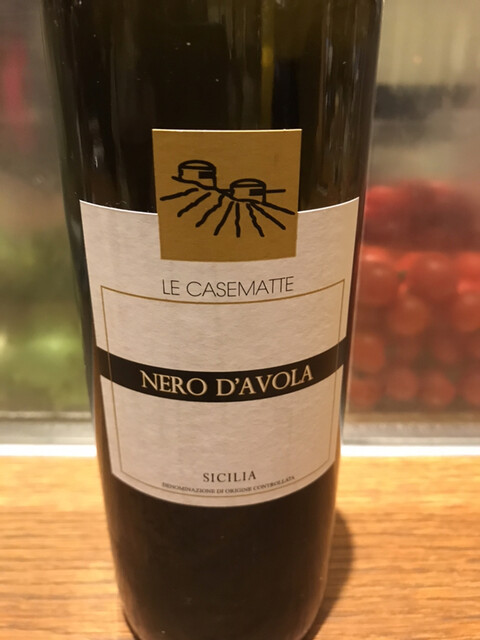 LE CASEMATTE
NERO D'AVOLA
SICILIA
DENOMINAZIONE DI ORIGINE CONTROLLATA